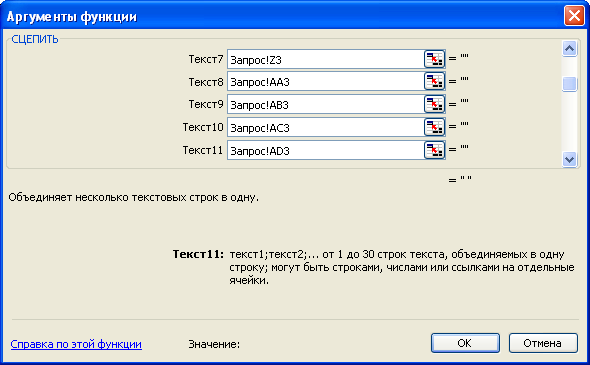 Аргументы функции
СЦЕПИТЬ
Текст7 Запрос!Z3 = ""
Текст8 Запрос!AA3 = ""
Текст9 Запрос!AB3 = ""
Текст10 Запрос!AC3 = ""
Текст11 Запрос!AD3 = ""
= " "
Объединяет несколько текстовых строк в одну.
Текст11: текст1;текст2;... от 1 до 30 строк текста, объединяемых в одну
строку; могут быть строками, числами или ссылками на отдельные
ячейки.
Справка по этой функции Значение: OK Отмена